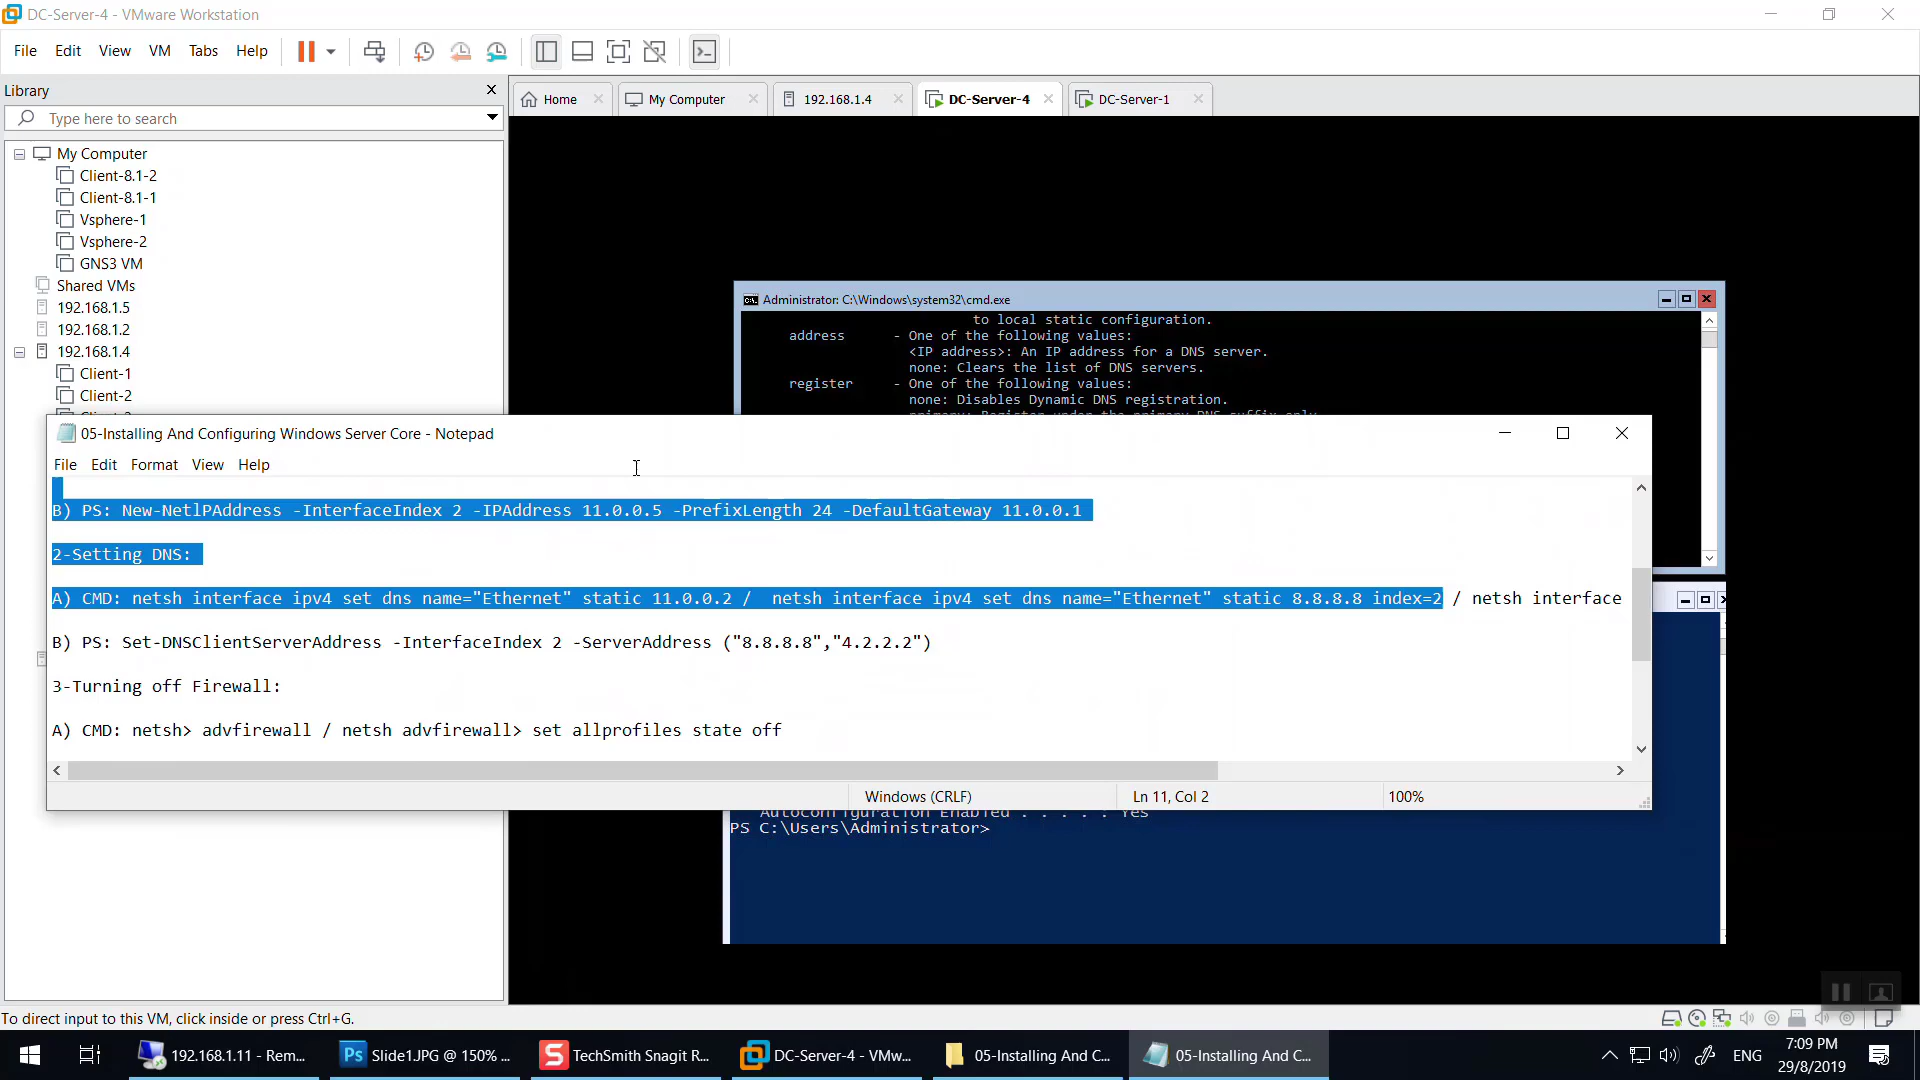 DC-Server-4 - VMware Workstation
File Edit View VM Tabs Help
Library
Type here to search
My Computer
Client-8.1-2
Client-8.1-1
Vsphere-1
Vsphere-2
GNS3 VM
Shared VMs
192.168.1.5
192.168.1.2
192.168.1.4
Client-1
Client-2
Home
My Computer
192.168.1.4
DC-Server-4
DC-Server-1
Administrator: C:\Windows\system32\cmd.exe
to local static configuration.
address - One of the following values:
<IP address>: An IP address for a DNS server.
none: Clears the list of DNS servers.
register - One of the following values:
none: Disables Dynamic DNS registration.
05-Installing And Configuring Windows Server Core - Notepad
File Edit Format View Help
B) PS: New-NetlPAddress -InterfaceIndex 2 -IPAddress 11.0.0.5 -PrefixLength 24 -DefaultGateway 11.0.0.1
2-Setting DNS:
A) CMD: netsh interface ipv4 set dns name="Ethernet" static 11.0.0.2 /  netsh interface ipv4 set dns name="Ethernet" static 8.8.8.8 index=2 / netsh interface
B) PS: Set-DNSClientServerAddress -InterfaceIndex 2 -ServerAddress ("8.8.8.8","4.2.2.2")
3-Turning off Firewall:
A) CMD: netsh> advfirewall / netsh advfirewall> set allprofiles state off
Windows (CRLF) Ln 11, Col 2 100%
Autoconfiguration Enabled . . . . . : Yes
PS C:\Users\Administrator>
To direct input to this VM, click inside or press Ctrl+G.
192.168.1.11 - Rem...
Ps Slide1.JPG @ 150% ...
S TechSmith Snagit R...
DC-Server-4 - VMw...
05-Installing And C...
05-Installing And C...
ENG
7:09 PM
29/8/2019